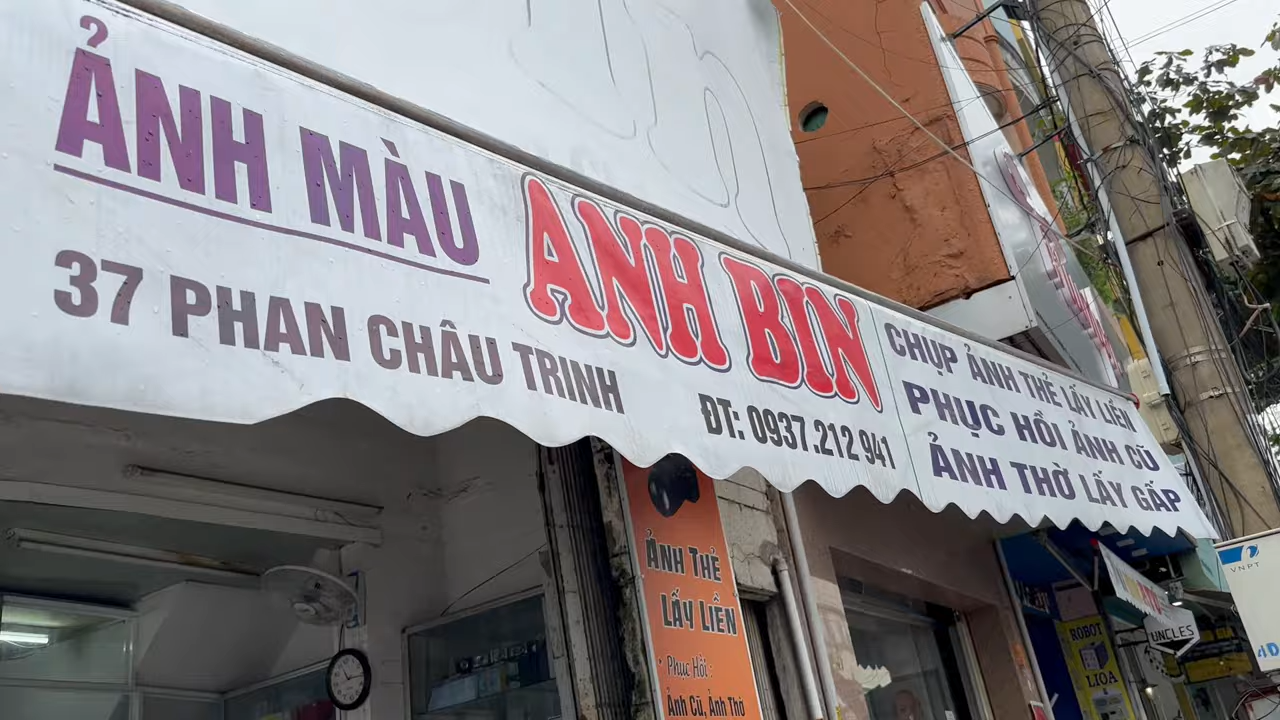 ẢNH MÀU
ANH BIN
37 PHAN CHÂU TRINH
ĐT: 0937.212 941
CHỤP ẢNH THẺ LẤY LIỀN
PHỤC HỒI ẢNH CŨ
ẢNH THỜ LẤY GẤP
ẢNH THẺ
LẤY LIỀN
• Phục Hồi :
Ảnh Cũ, Ảnh Thờ
ROBOT
LIOA
UNCLES
VNPT